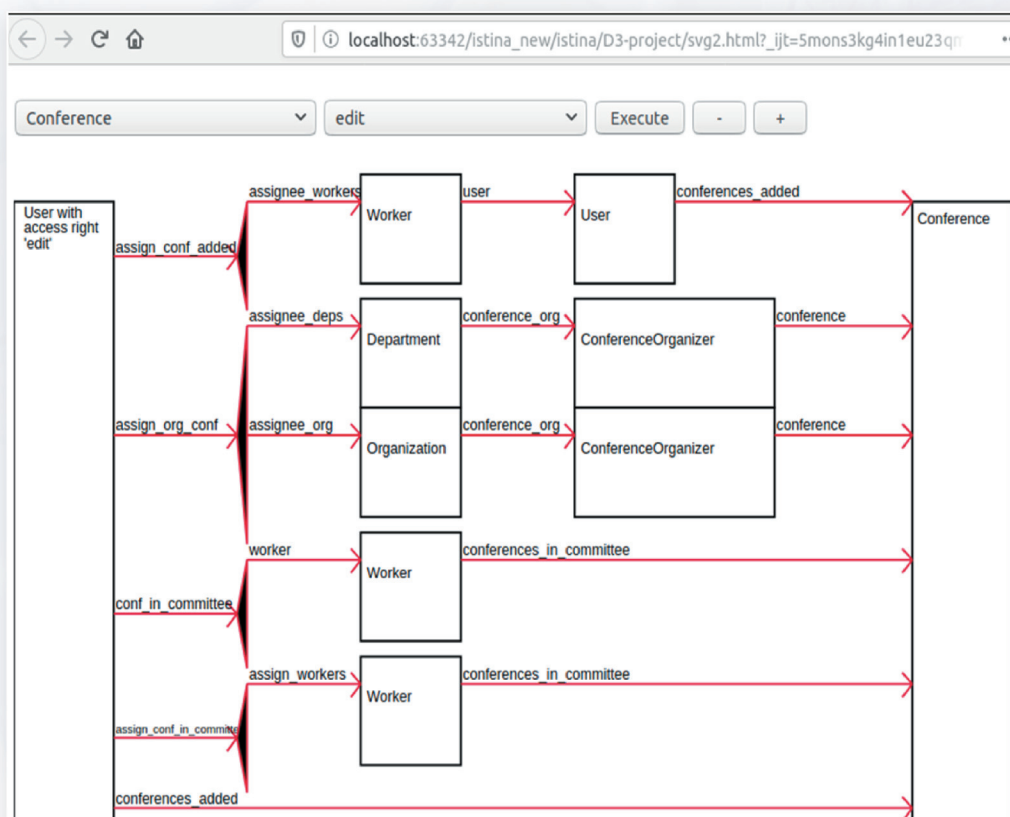 localhost:63342/istina_new/istina/D3-project/svg2.html?_ijt=5mons3kg4in1eu23q
Conference edit Execute - +
assignee_workers user conferences_added
User with
access right
'edit'
Worker User Conference
assign_conf_added
assignee_deps conference_org conference
Department ConferenceOrganizer
assign_org_conf assignee_org conference_org conference
Organization ConferenceOrganizer
worker conferences_in_committee
Worker
conf_in_committee
assign_workers conferences_in_committee
Worker
assign_conf_in_committe
conferences_added